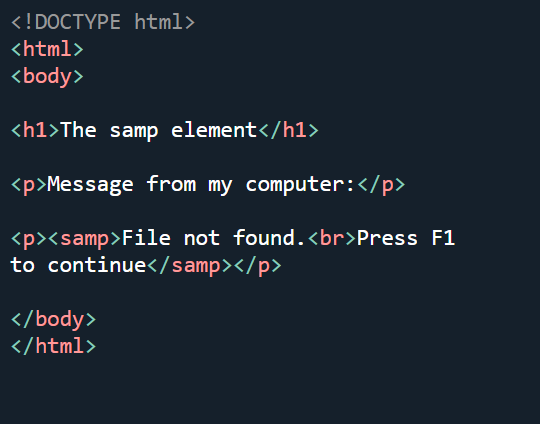 <!DOCTYPE html>
<html>
<body>
<h1>The samp element</h1>
<p>Message from my computer:</p>
<p><samp>File not found.<br>Press F1
to continue</samp></p>
</body>
</html>